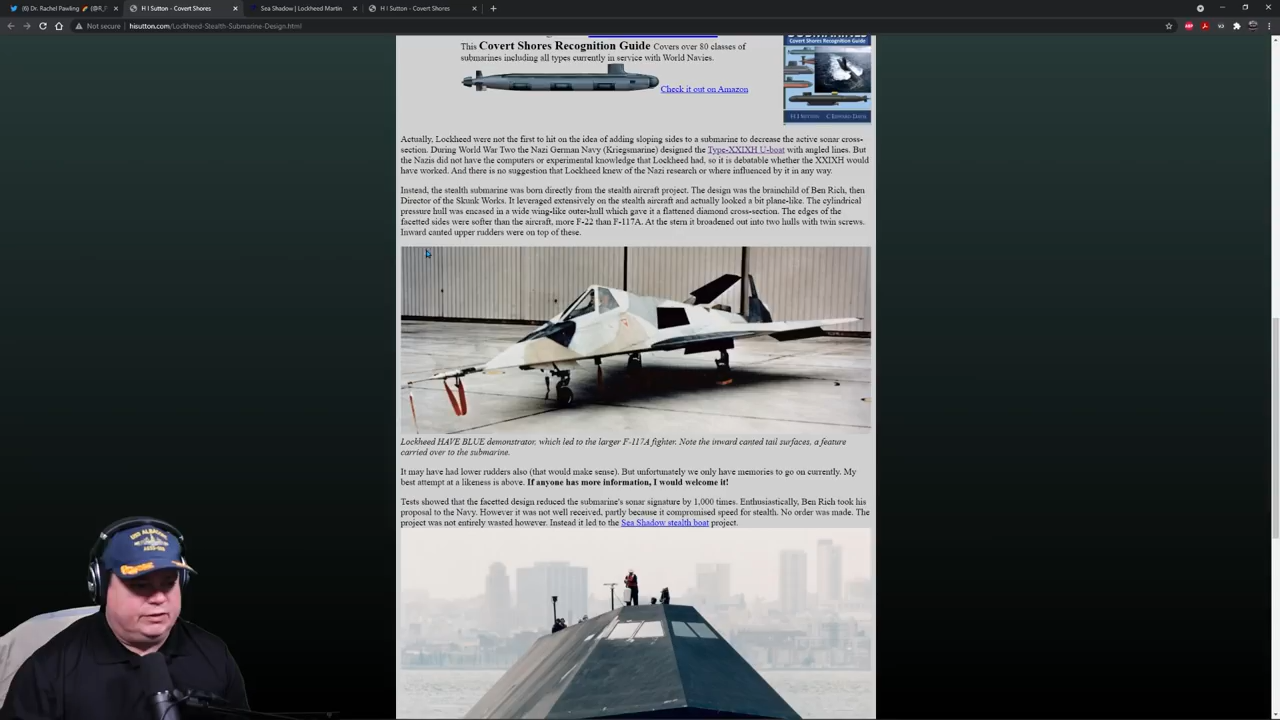 (6) Dr. Rachel Pawling
H I Sutton - Covert Shores
Sea Shadow | Lockheed Martin
H I Sutton - Covert Shores
Not secure | hisutton.com/Lockheed-Stealth-Submarine-Design.html
This Covert Shores Recognition Guide Covers over 80 classes of
submarines including all types currently in service with World Navies.
Check it out on Amazon
Covert Shores Recognition Guide
H I SUTTON
Actually, Lockheed were not the first to hit on the idea of adding sloping sides to a submarine to decrease the active sonar cross-
section. During World War Two the Nazi German Navy (Kriegsmarine) designed the Type-XXIXH U-boat with angled lines. But
the Nazis did not have the computers or experimental knowledge that Lockheed had, so it is debatable whether the XXIXH would
have worked. And there is no suggestion that Lockheed knew of the Nazi research or where influenced by it in any way.
Instead, the stealth submarine was born directly from the stealth aircraft project. The design was the brainchild of Ben Rich, then
Director of the Skunk Works. It leveraged extensively on the stealth aircraft and actually looked a bit plane-like. The cylindrical
pressure hull was encased in a wide wing-like outer-hull which gave it a flattened diamond cross-section. The edges of the
facetted sides were softer than the aircraft, more F-22 than F-117A. At the stern it broadened out into two hulls with twin screws.
Inward canted upper rudders were on top of these.
Lockheed HAVE BLUE demonstrator, which led to the larger F-117A fighter. Note the inward canted tail surfaces, a feature
carried over to the submarine.
It may have had lower rudders also (that would make sense). But unfortunately we only have memories to go on currently. My
best attempt at a likeness is above. If anyone has more information, I would welcome it!
Tests showed that the facetted design reduced the submarine's sonar signature by 1,000 times. Enthusiastically, Ben Rich took his
proposal to the Navy. However it was not well received, partly because it compromised speed for stealth. No order was made. The
project was not entirely wasted however. Instead it led to the Sea Shadow stealth boat project.
USS ALBANY